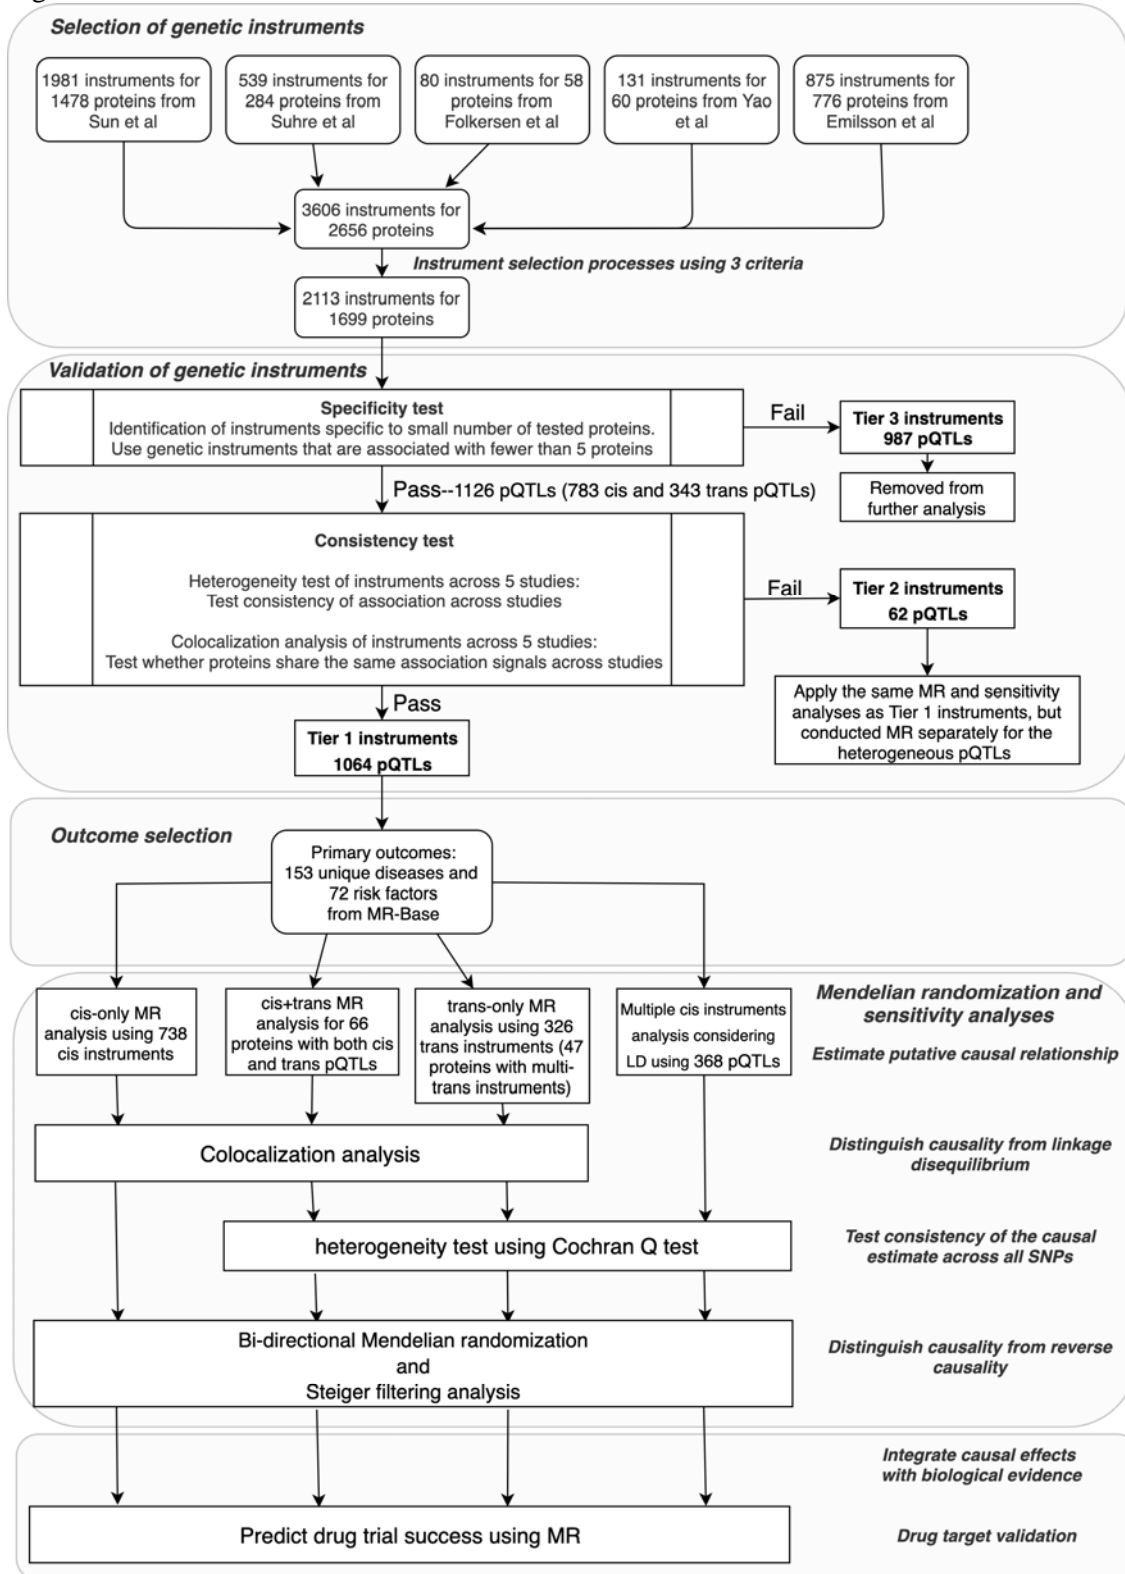 Selection of genetic instruments
1981 instruments for
1478 proteins from
Sun et al
539 instruments for
284 proteins from
Suhre et al
80 instruments for 58
proteins from
Folkersen et al
131 instruments for
60 proteins from Yao
et al
875 instruments for
776 proteins from
Emilsson et al
3606 instruments for
2656 proteins
Instrument selection processes using 3 criteria
2113 instruments for
1699 proteins
Validation of genetic instruments
Specificity test
Identification of instruments specific to small number of tested proteins.
Use genetic instruments that are associated with fewer than 5 proteins
Fail
Tier 3 instruments
987 pQTLs
Removed from
further analysis
Pass--1126 pQTLs (783 cis and 343 trans pQTLs)
Consistency test
Heterogeneity test of instruments across 5 studies:
Test consistency of association across studies
Colocalization analysis of instruments across 5 studies:
Test whether proteins share the same association signals across studies
Fail
Tier 2 instruments
62 pQTLs
Apply the same MR and sensitivity
analyses as Tier 1 instruments, but
conducted MR separately for the
heterogeneous pQTLs
Pass
Tier 1 instruments
1064 pQTLs
Outcome selection
Primary outcomes:
153 unique diseases and
72 risk factors
from MR-Base
Mendelian randomization and
sensitivity analyses
cis-only MR
analysis using 738
cis instruments
cis+trans MR
analysis for 66
proteins with both cis
and trans pQTLs
trans-only MR
analysis using 326
trans instruments (47
proteins with multi-
trans instruments)
Multiple cis instruments
analysis considering
LD using 368 pQTLs
Estimate putative causal relationship
Colocalization analysis
Distinguish causality from linkage
disequilibrium
heterogeneity test using Cochran Q test
Test consistency of the causal
estimate across all SNPs
Bi-directional Mendelian randomization
and
Steiger filtering analysis
Distinguish causality from reverse
causality
Integrate causal effects
with biological evidence
Predict drug trial success using MR
Drug target validation